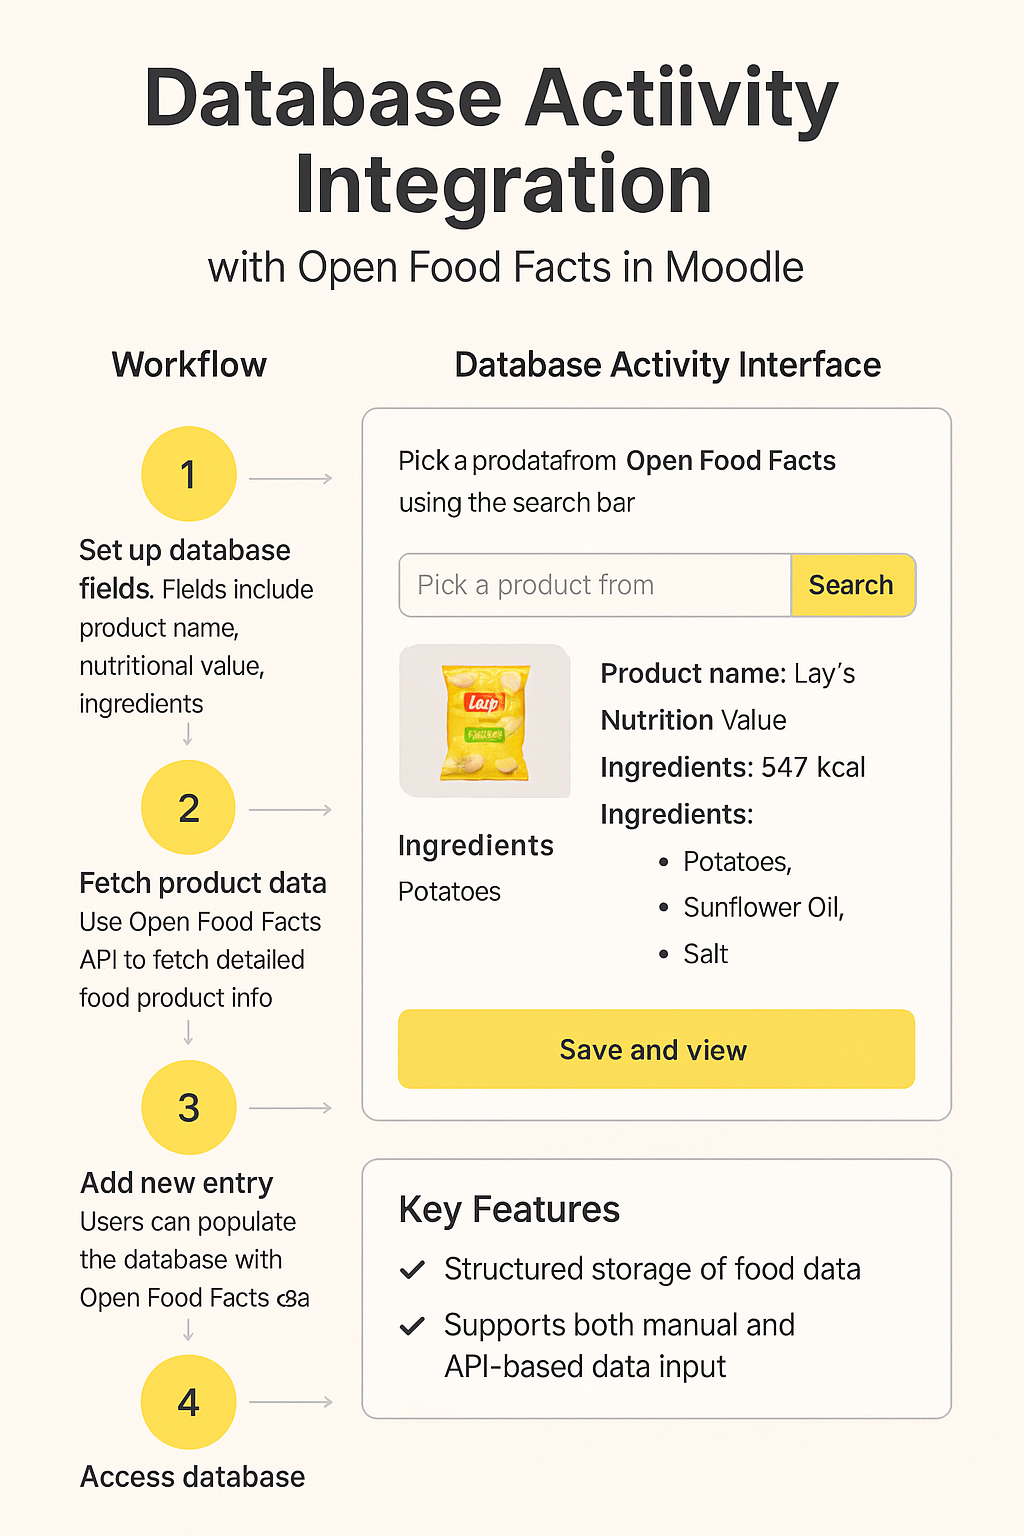 Database Actiivity
Integration
with Open Food Facts in Moodle
Workflow
1
Set up database
fields. Flelds include
product name,
nutritional value,
ingredients
2
Fetch product data
Use Open Food Facts
API to fetch detailed
food product info
3
Add new entry
Users can populate
the database with
Open Food Facts
4
Access database
Database Activity Interface
Pick a prodatafrom Open Food Facts
using the search bar
Pick a product from
Search
Product name: Lay's
Nutrition Value
Ingredients: 547 kcal
Ingredients:
• Potatoes,
• Sunflower Oil,
• Salt
Ingredients
Potatoes
Save and view
Key Features
✓ Structured storage of food data
✓ Supports both manual and
API-based data input